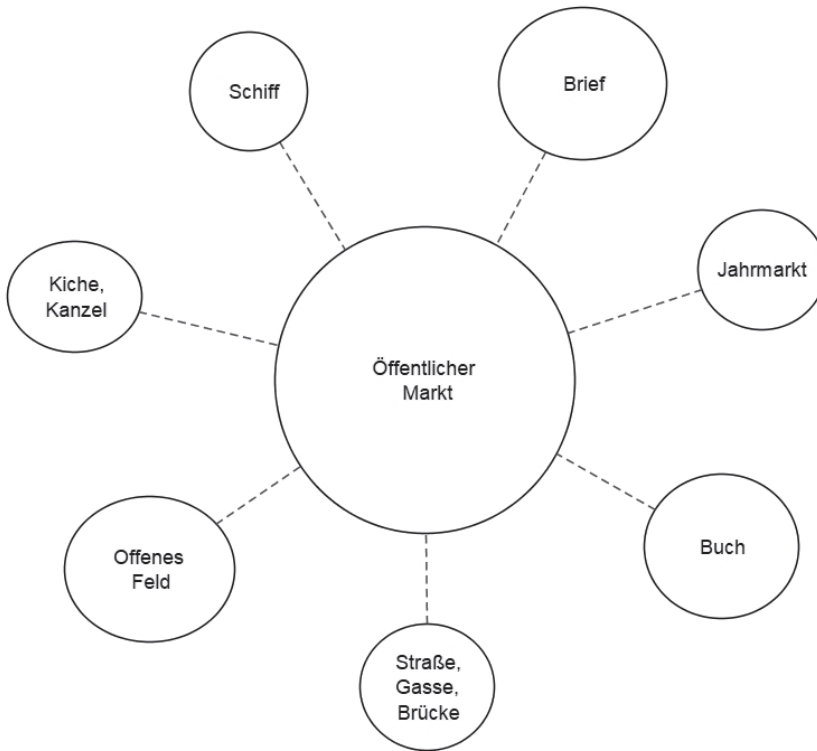 Schiff
Brief
Jahrmarkt
Kiche,
Kanzel
Öffentlicher
Markt
Buch
Offenes
Feld
Straße,
Gasse,
Brücke